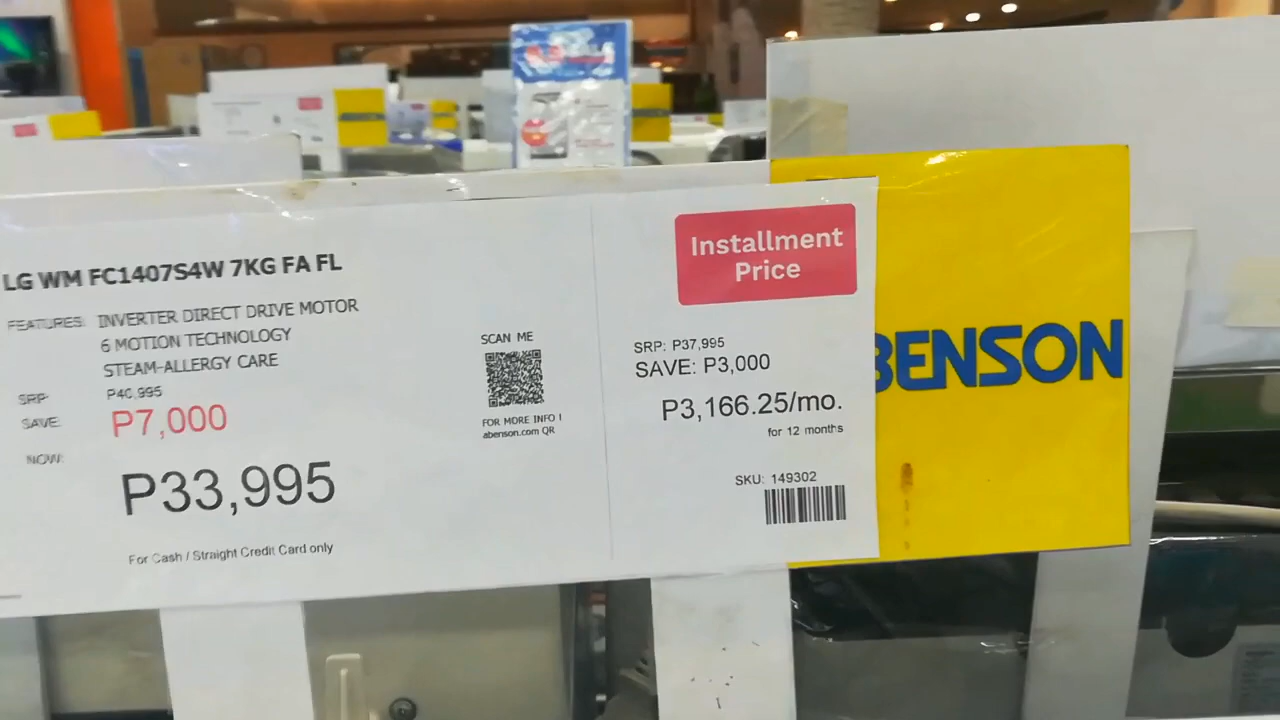 LG WM FC1407S4W 7KG FA FL
FEATURES: INVERTER DIRECT DRIVE MOTOR
6 MOTION TECHNOLOGY
STEAM-ALLERGY CARE
SRP: P40,995
SAVE: P7,000
NOW:
P33,995
For Cash / Straight Credit Card only
SCAN ME
FOR MORE INFO !
abenson.com QR
Installment
Price
SRP: P37,995
SAVE: P3,000
P3,166.25/mo.
for 12 months
SKU: 149302
BENSON